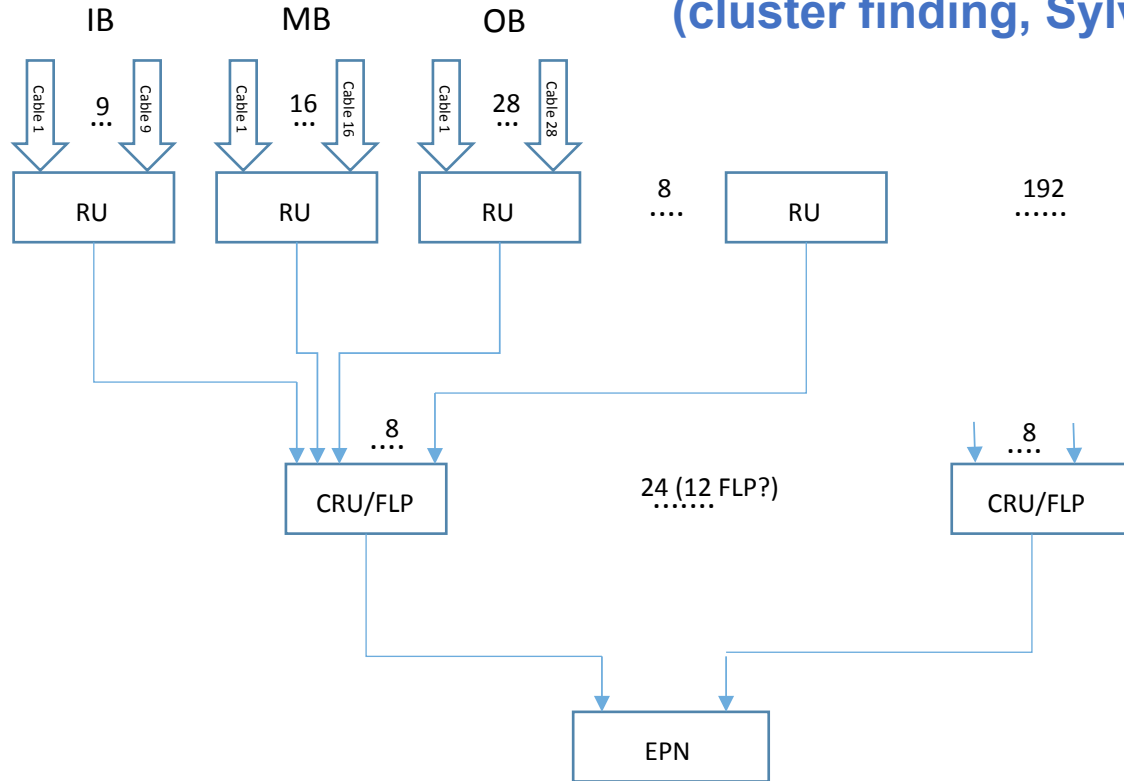 (cluster finding, Sylv
IB
MB
OB
Cable 1
9
...
Cable 9
Cable 1
16
...
Cable 16
Cable 1
28
...
Cable 28
RU
RU
RU
8
....
RU
192
......
8
....
8
....
CRU/FLP
24 (12 FLP?)
.......
CRU/FLP
EPN